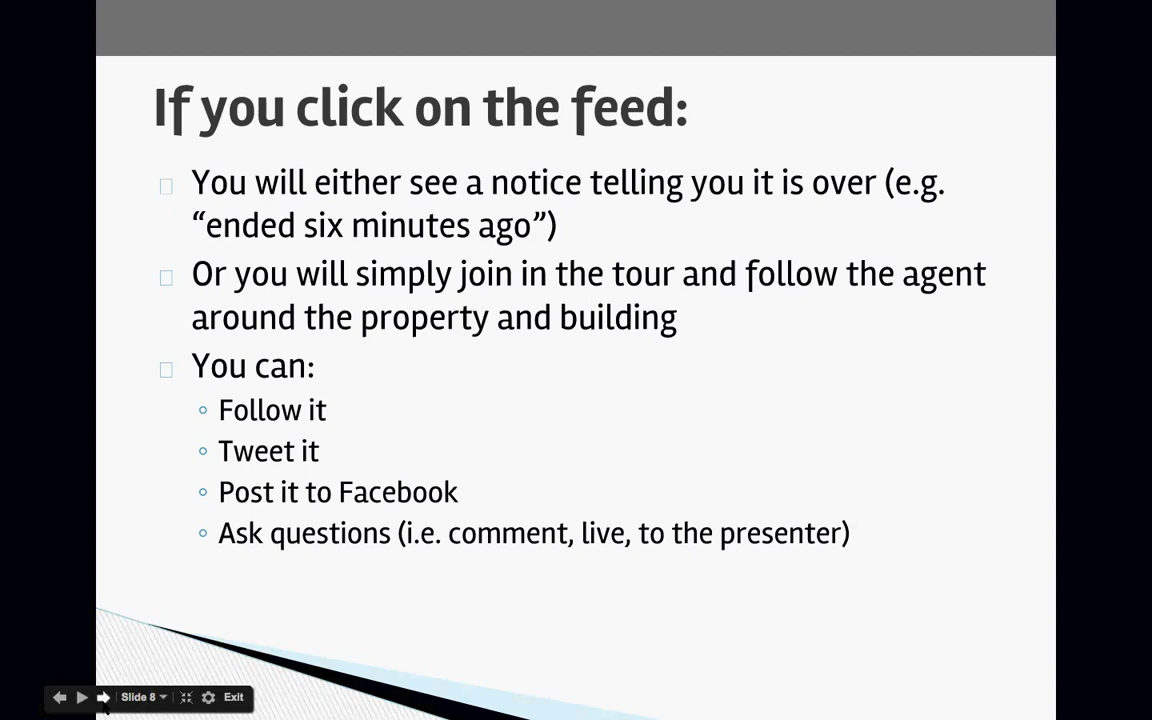 If you click on the feed:
You will either see a notice telling you it is over (e.g.
“ended six minutes ago”)
Or you will simply join in the tour and follow the agent
around the property and building
You can:
Follow it
Tweet it
Post it to Facebook
Ask questions (i.e. comment, live, to the presenter)
Slide 8
Exit